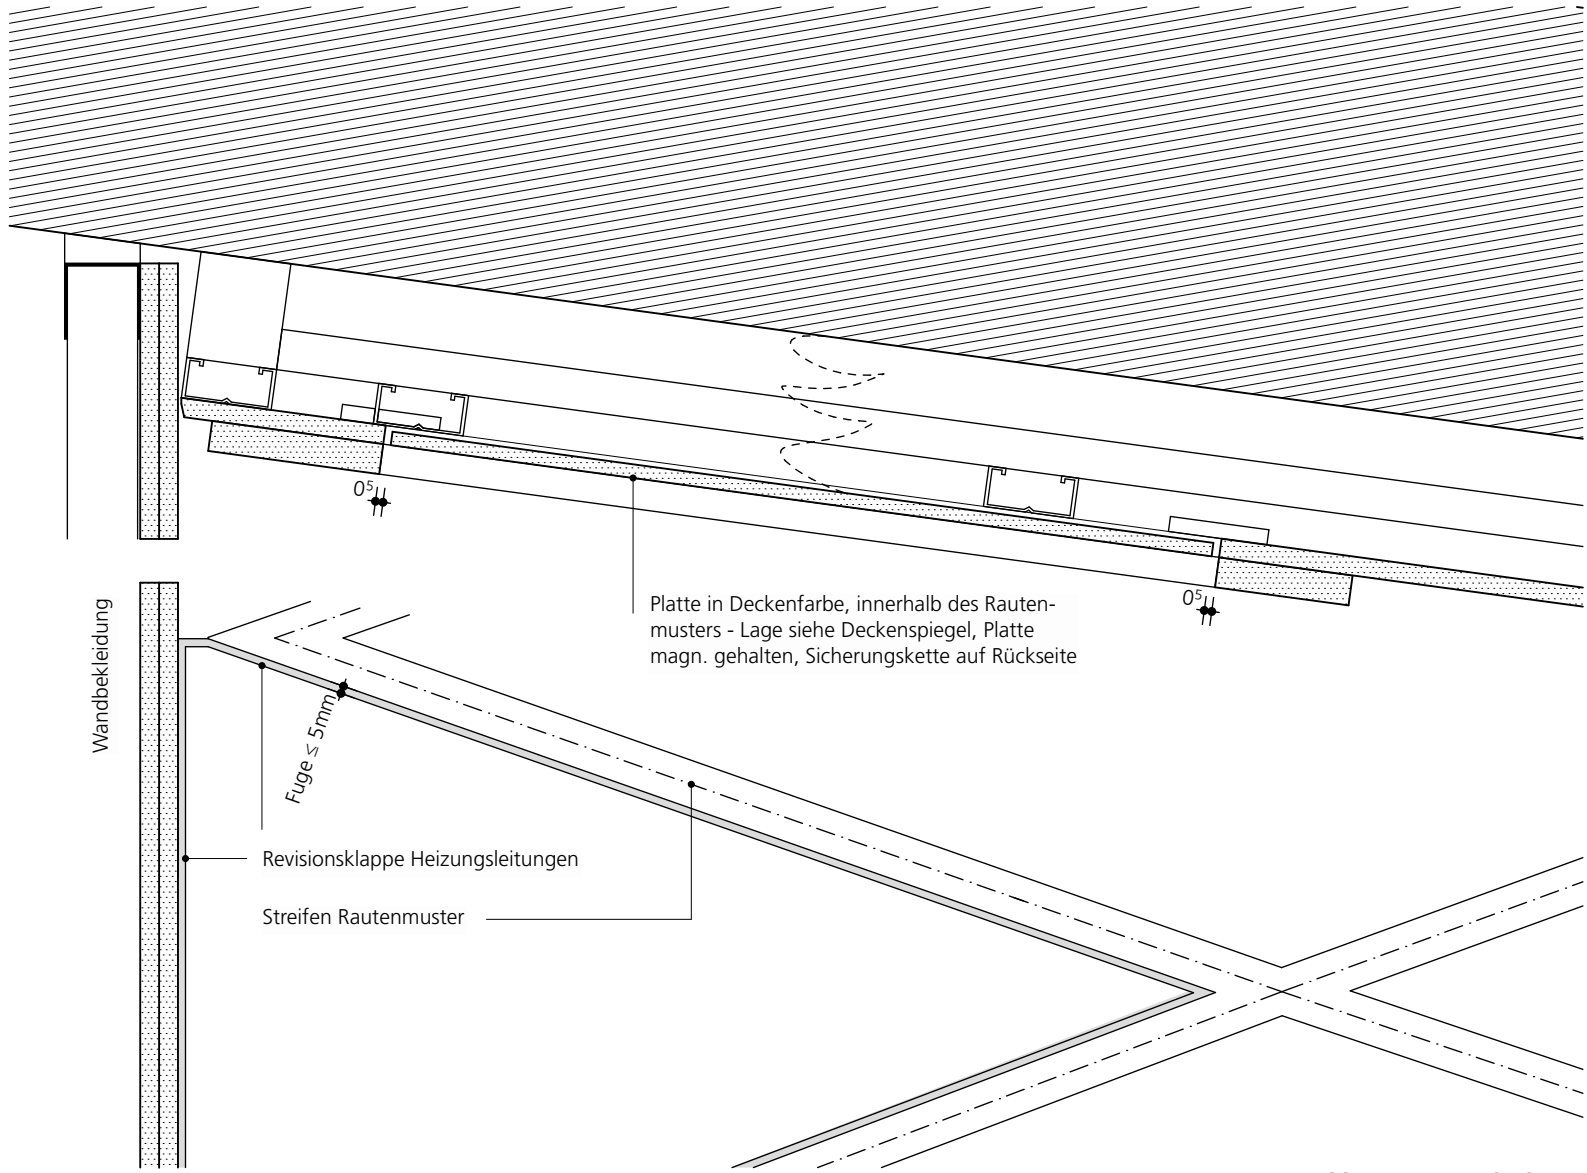 0⁵
0⁵
Platte in Deckenfarbe, innerhalb des Rauten-
musters - Lage siehe Deckenspiegel, Platte
magn. gehalten, Sicherungskette auf Rückseite
Wandbekleidung
Fuge ≤ 5mm
Revisionsklappe Heizungsleitungen
Streifen Rautenmuster